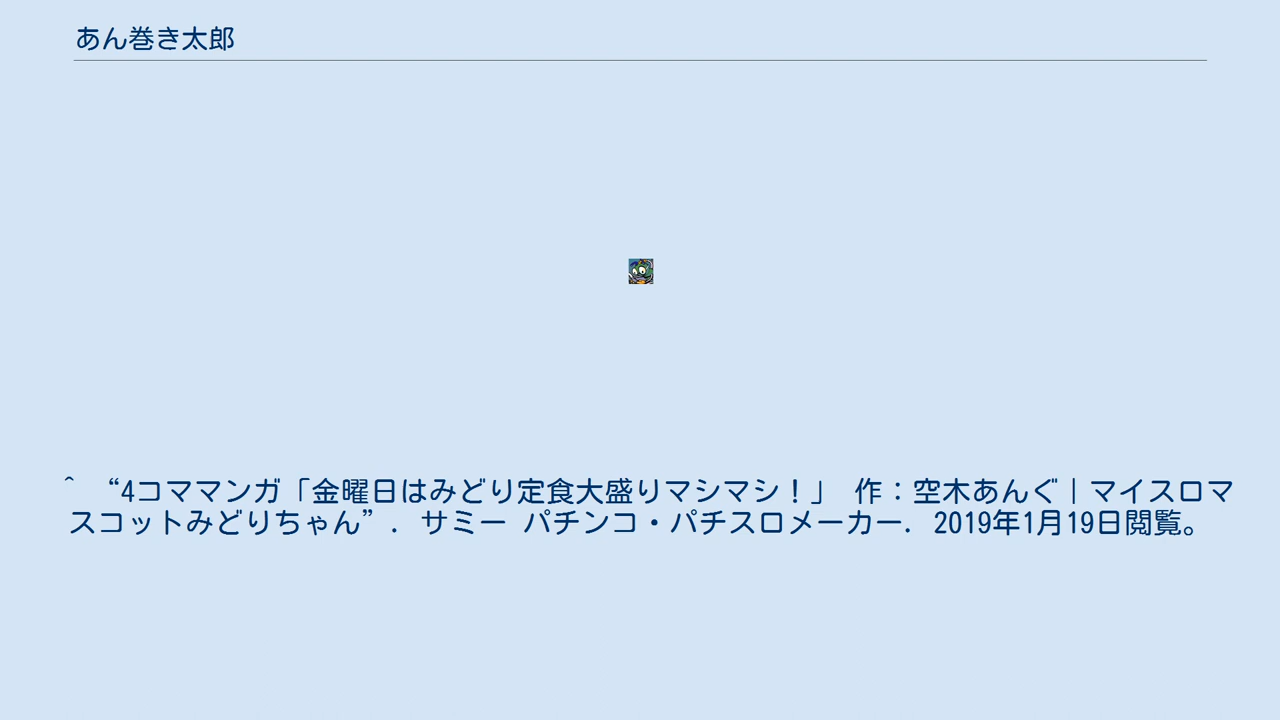 あん巻き太郎
^ “4コママンガ「金曜日はみどり定食大盛りマシマシ！」 作：空木あんぐ｜マイスロマ
スコットみどりちゃん”. サミー パチンコ・パチスロメーカー. 2019年1月19日閲覧。